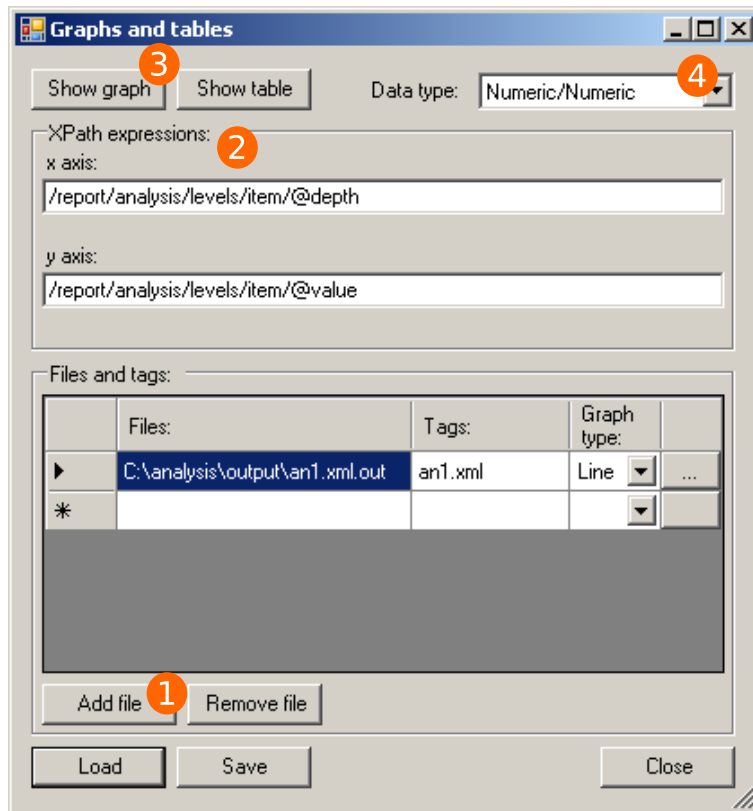 Graphs and tables
3
4
Show graph Show table Data type: Numeric/Numeric
XPath expressions: 2
x axis:
/report/analysis/levels/item/@depth
y axis:
/report/analysis/levels/item/@value
Files and tags:
Files: Tags: Graph type:
C:\analysis\output\an1.xml.out an1.xml Line ...
Add file 1 Remove file
Load Save Close